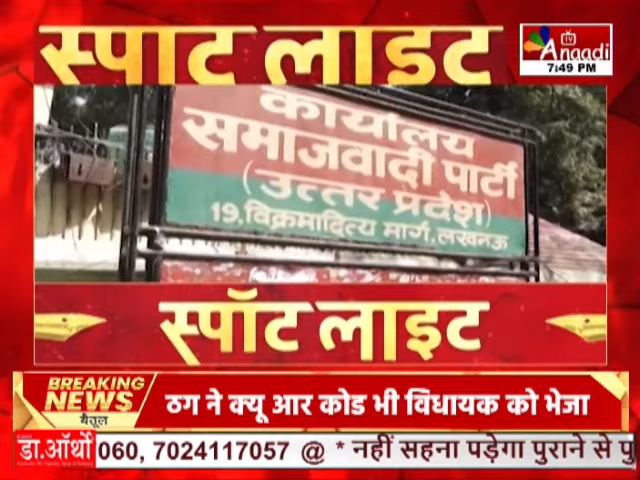 स्पॉट लाइट
TV
Anaadi
7:49 PM
कार्यालय
समाजवादी पार्टी
(उत्तर प्रदेश)
19, विक्रमादित्य मार्ग, लखनऊ
स्पॉट लाइट
BREAKING NEWS
बैतूल
ठग ने क्यू आर कोड भी विधायक को भेजा
डा.ऑर्थो
060, 7024117057 @ * नहीं सहना पड़ेगा पुराने से पु